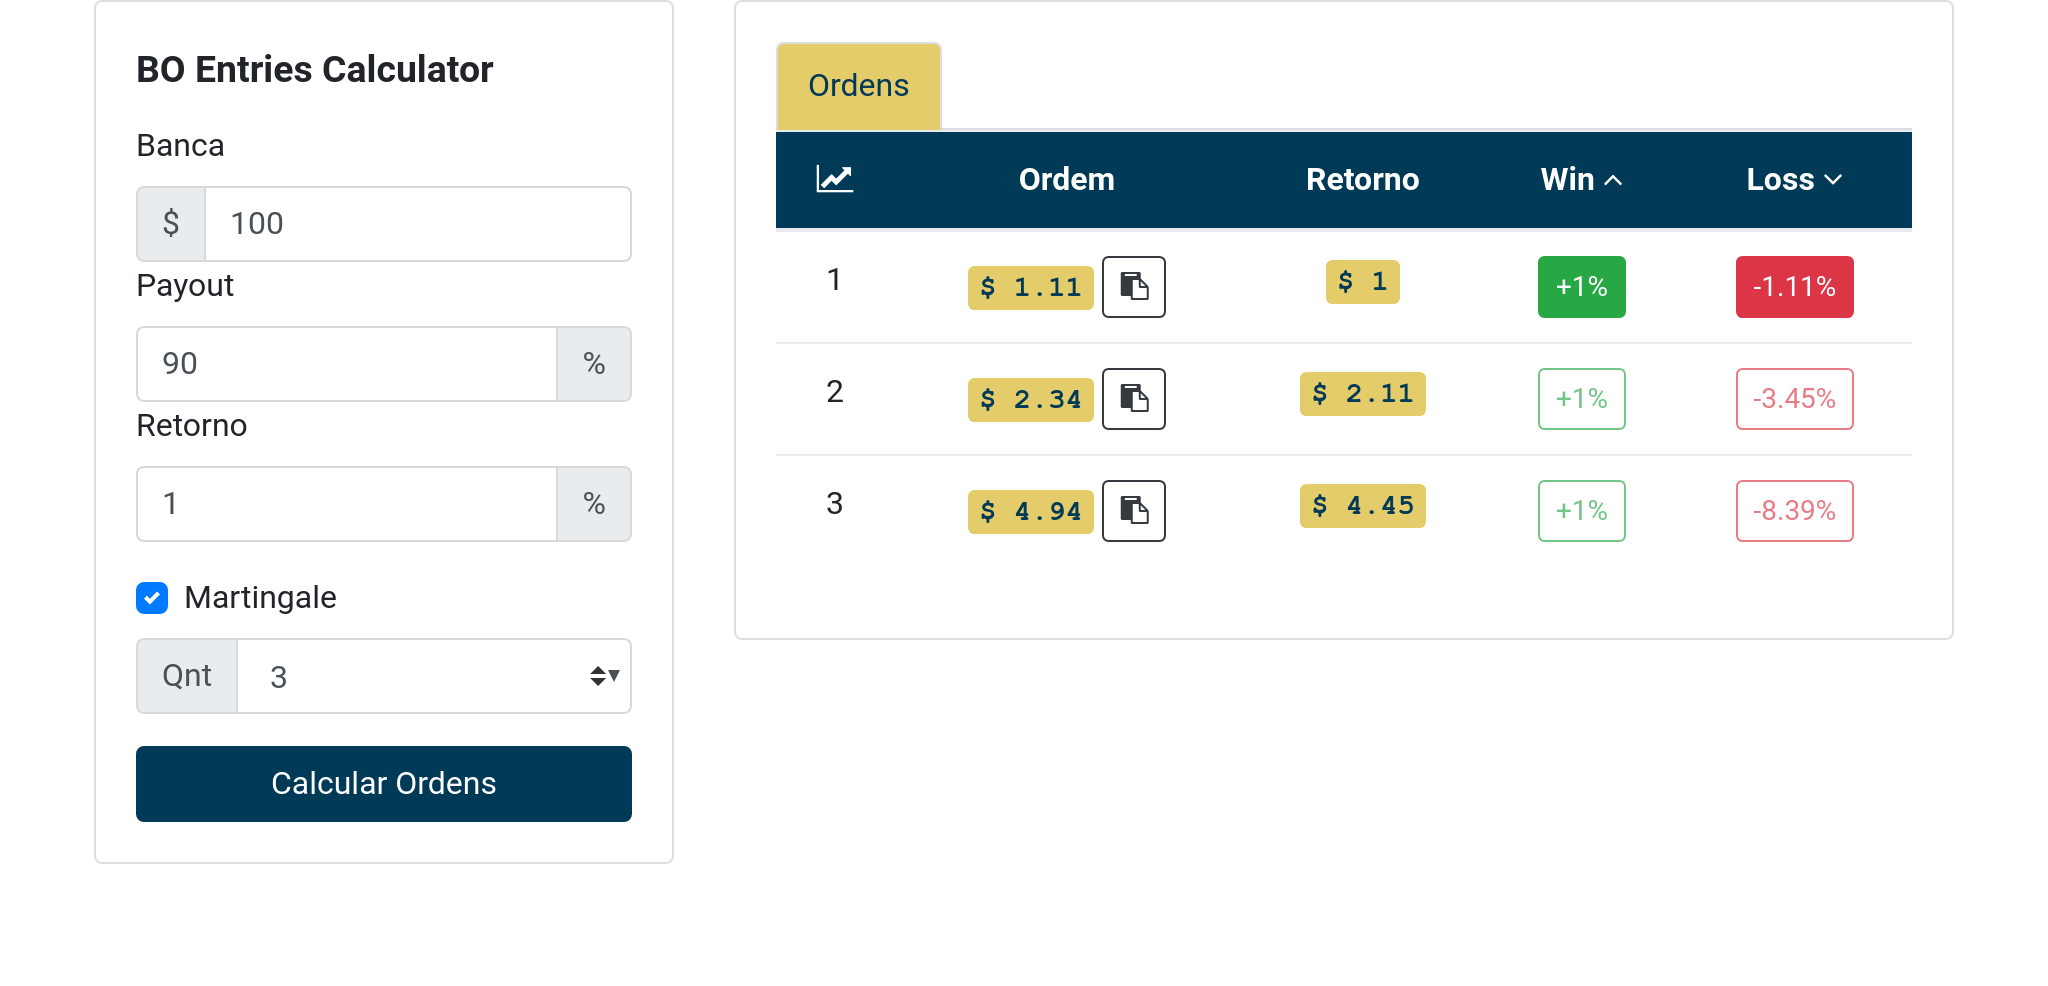 BO Entries Calculator
Banca
$ 100
Payout
90 %
Retorno
1 %
Martingale
Qnt 3
Calcular Ordens
Ordens
Ordem Retorno Win Loss
1 $ 1.11 $ 1 +1% -1.11%
2 $ 2.34 $ 2.11 +1% -3.45%
3 $ 4.94 $ 4.45 +1% -8.39%